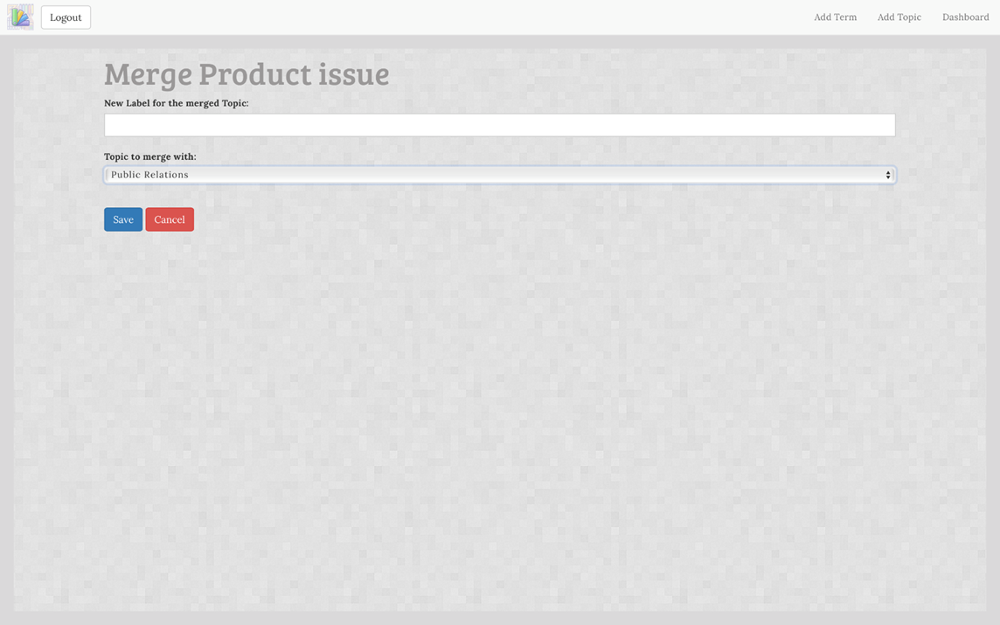 Logout
Add Term
Add Topic
Dashboard
Merge Product issue
New Label for the merged Topic:
Topic to merge with:
Public Relations
Save
Cancel